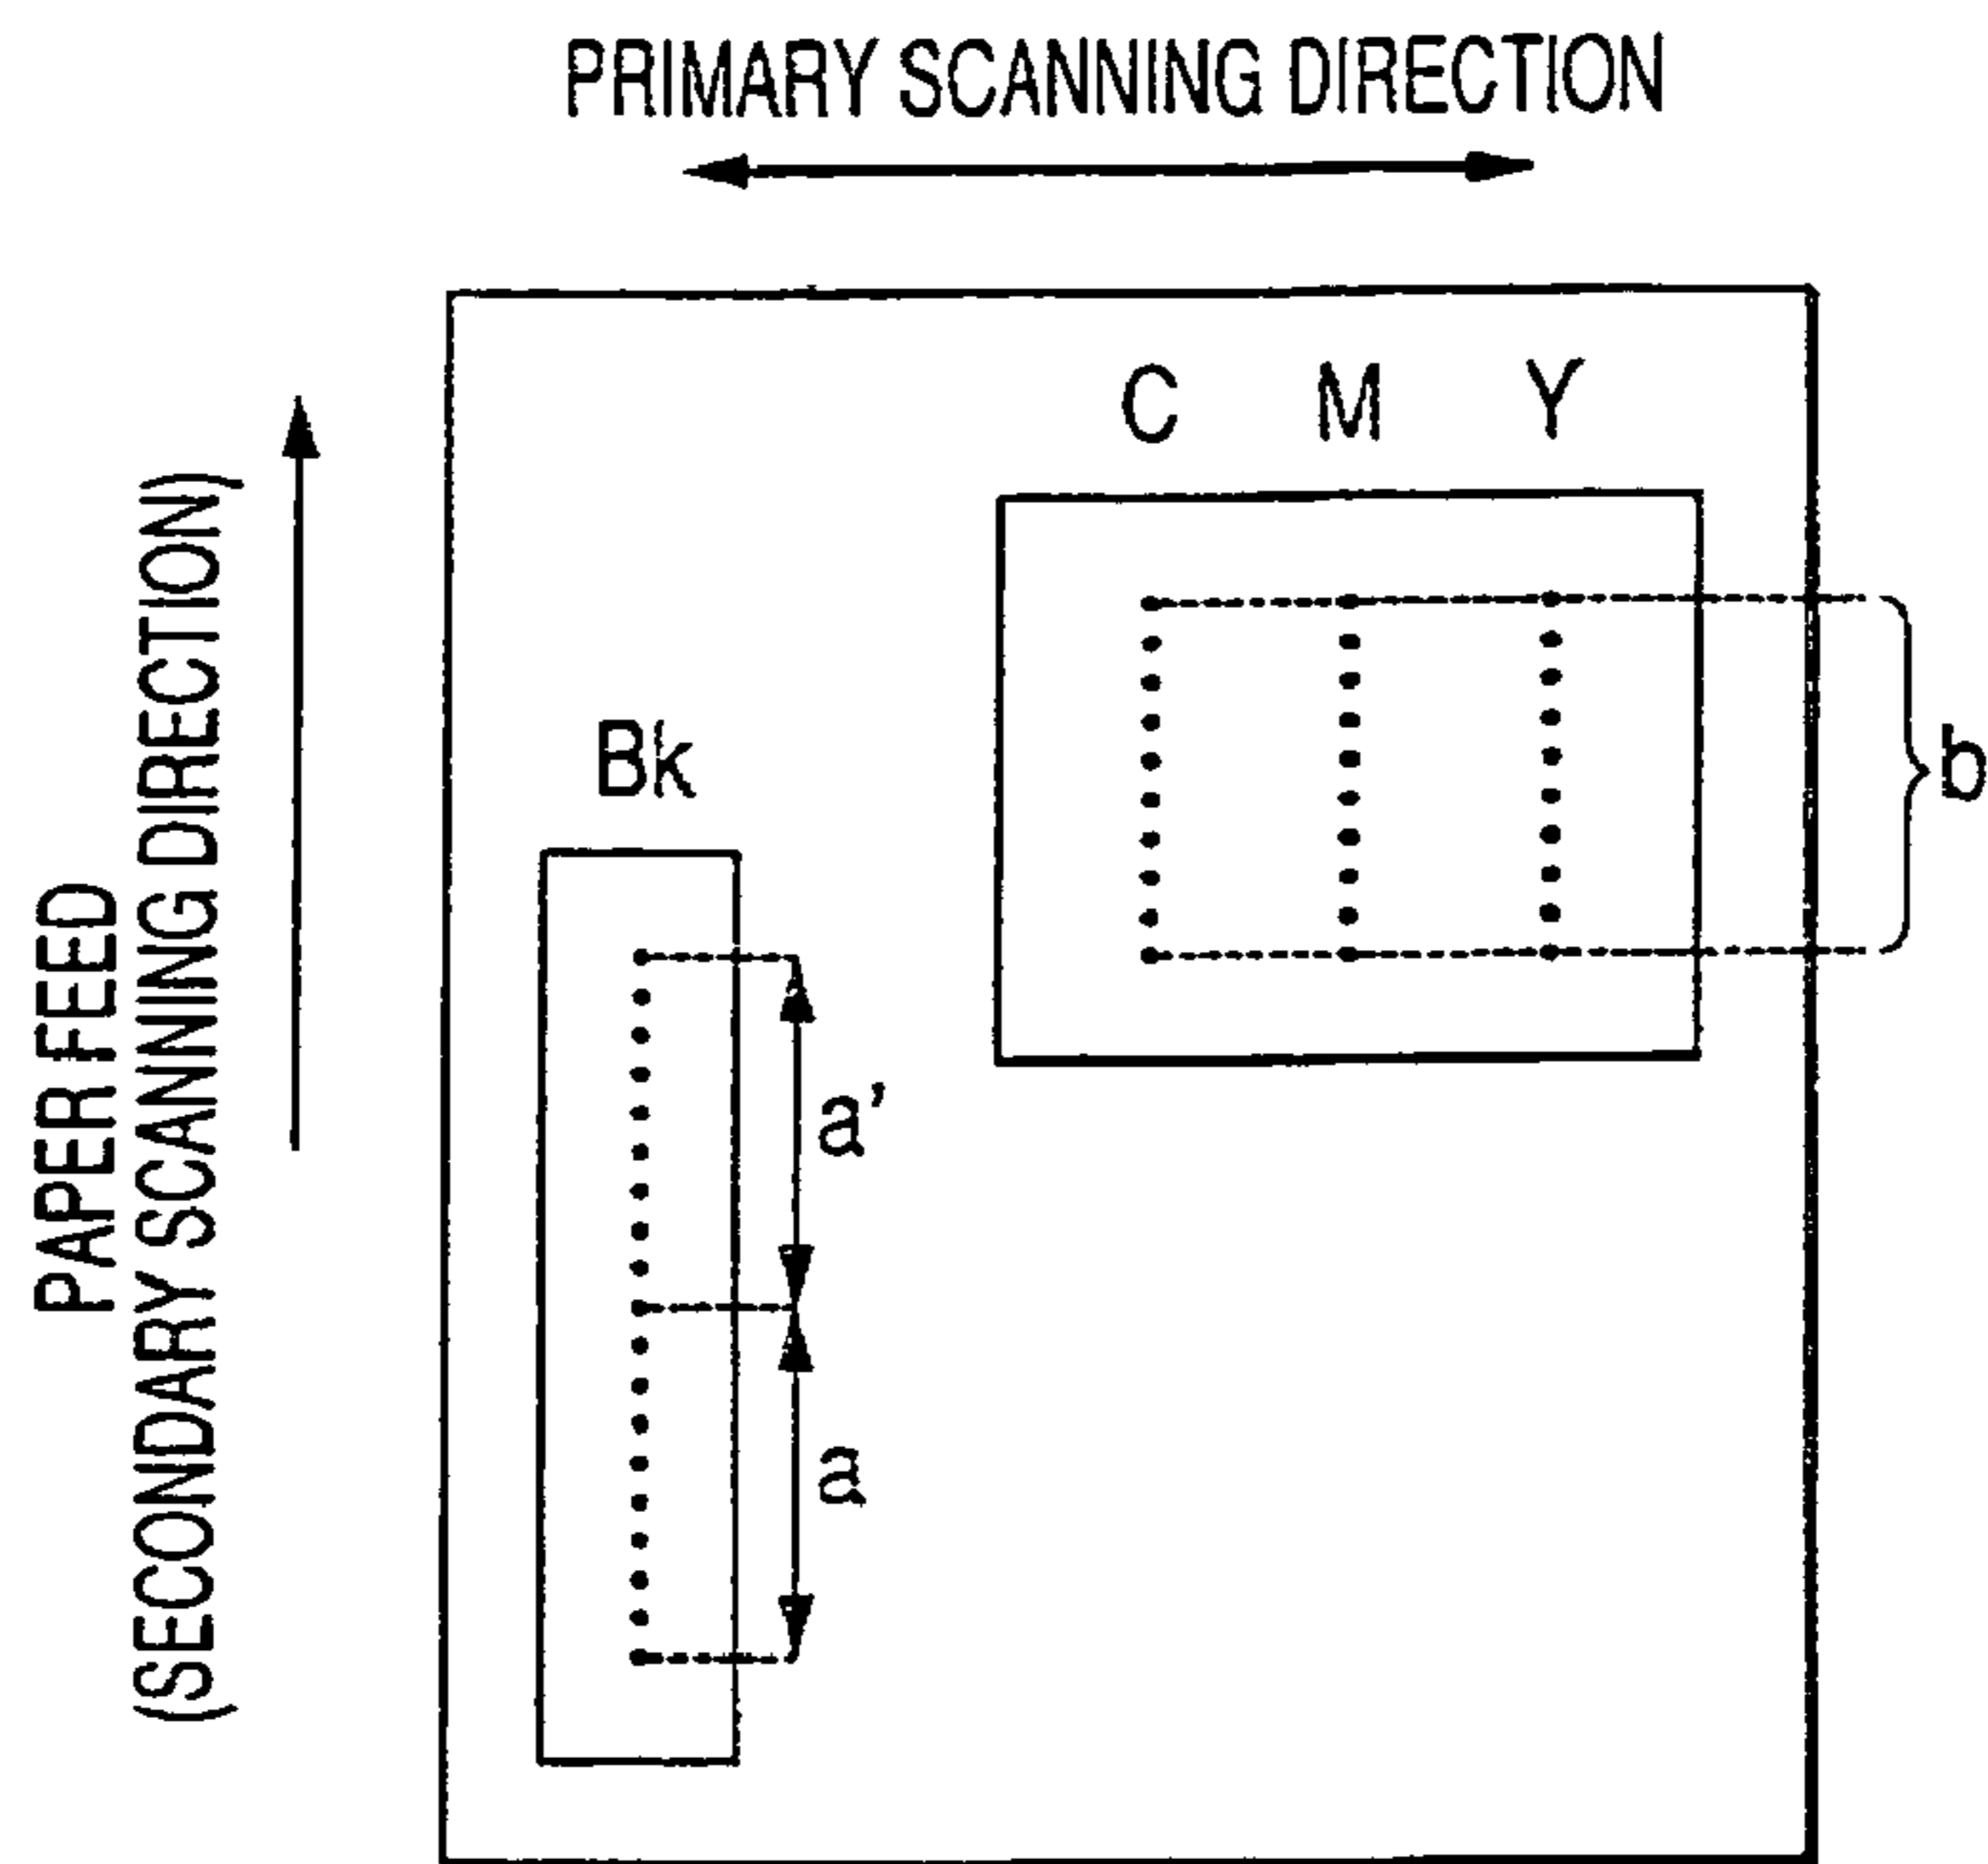 PRIMARY SCANNING DIRECTION
PAPER FEED
(SECONDARY SCANNING DIRECTION)
C M Y
b
Bk
a'
a